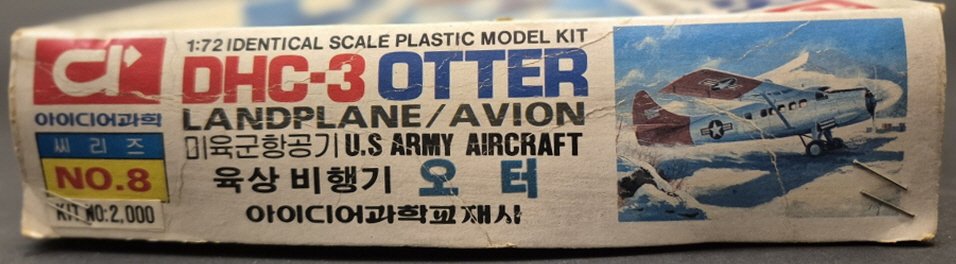 아이디어과학
씨리즈
NO.8
KIT NO:2,000
1:72 IDENTICAL SCALE PLASTIC MODEL KIT
DHC-3 OTTER
LANDPLANE/AVION
미육군항공기 U.S ARMY AIRCRAFT
육상 비행기 오터
아이디어과학교재사